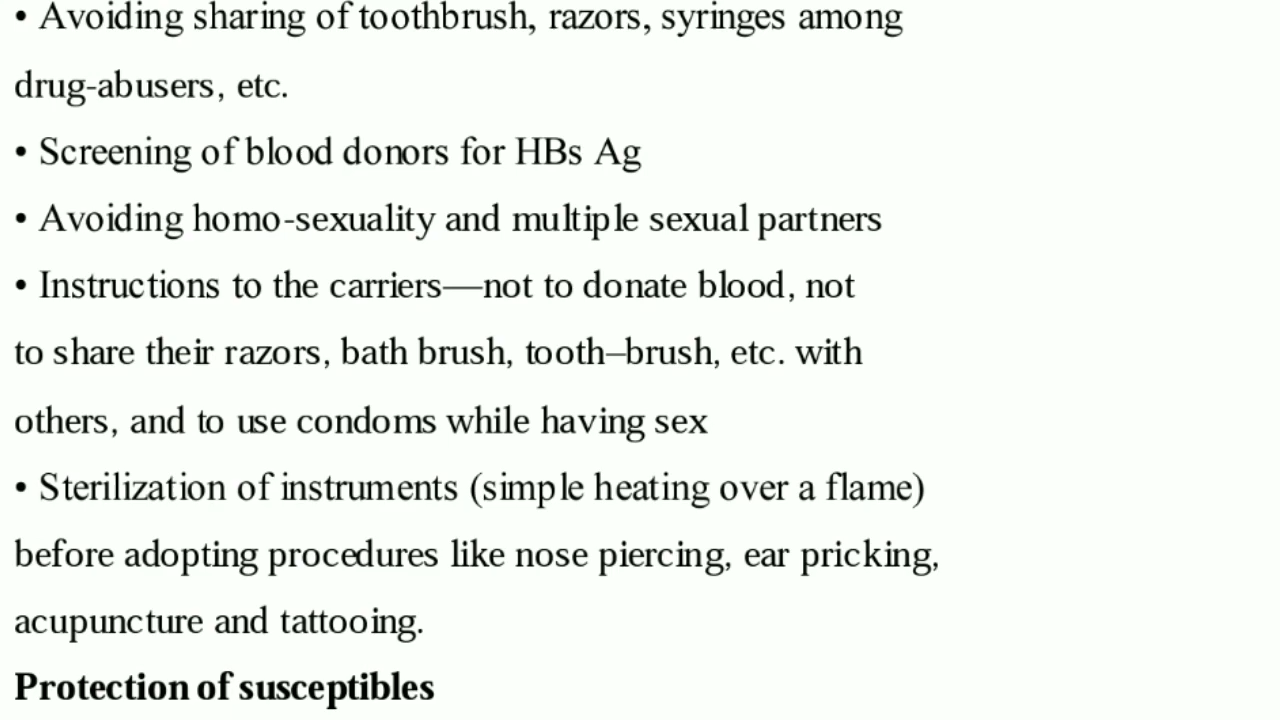 • Avoiding sharing of toothbrush, razors, syringes among
drug-abusers, etc.
• Screening of blood donors for HBs Ag
• Avoiding homo-sexuality and multiple sexual partners
• Instructions to the carriers—not to donate blood, not
to share their razors, bath brush, tooth–brush, etc. with
others, and to use condoms while having sex
• Sterilization of instruments (simple heating over a flame)
before adopting procedures like nose piercing, ear pricking,
acupuncture and tattooing.
Protection of susceptibles